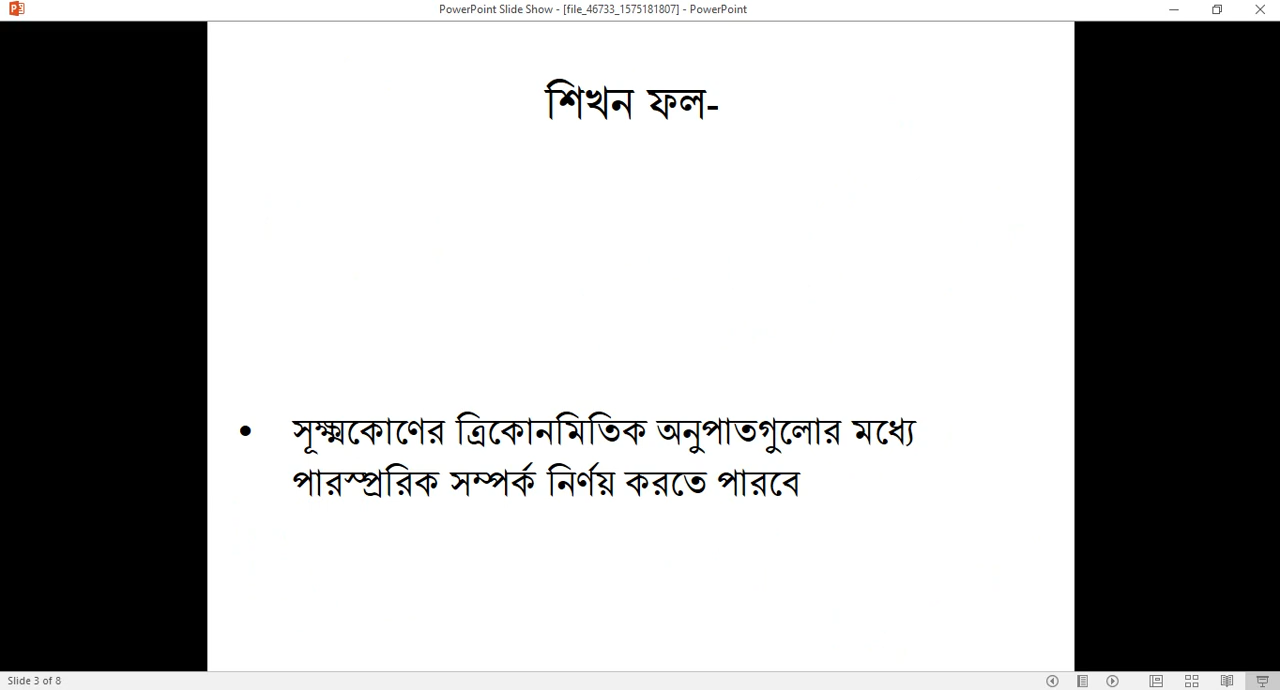 PowerPoint Slide Show - [file_46733_1575181807] - PowerPoint
শিখন ফল-
• সূক্ষ্মকোণের ত্রিকোনমিতিক অনুপাতগুলোর মধ্যে
পারস্প্ররিক সম্পর্ক নির্ণয় করতে পারবে
Slide 3 of 8